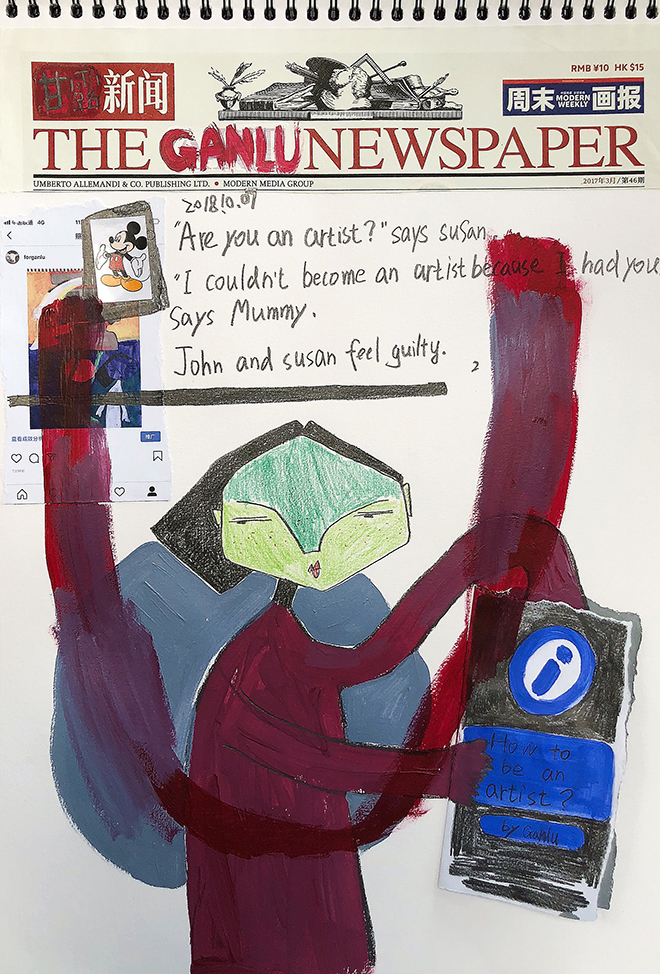 RMB ¥10 HK $15
甘 新闻
周末 MODERN WEEKLY 画报
THE GANLU NEWSPAPER
UMBERTO ALLEMANDI & CO. PUBLISHING LTD. • MODERN MEDIA GROUP
2017年3月 / 第46期
2018.10.07
4G
forganlu
"Are you an artist?" says susan
"I couldn't become an artist because I had you
says Mummy.
John and susan feel guilty.
2
查看成效分析
推广
i
How to
be an
artist?
by Ganlu